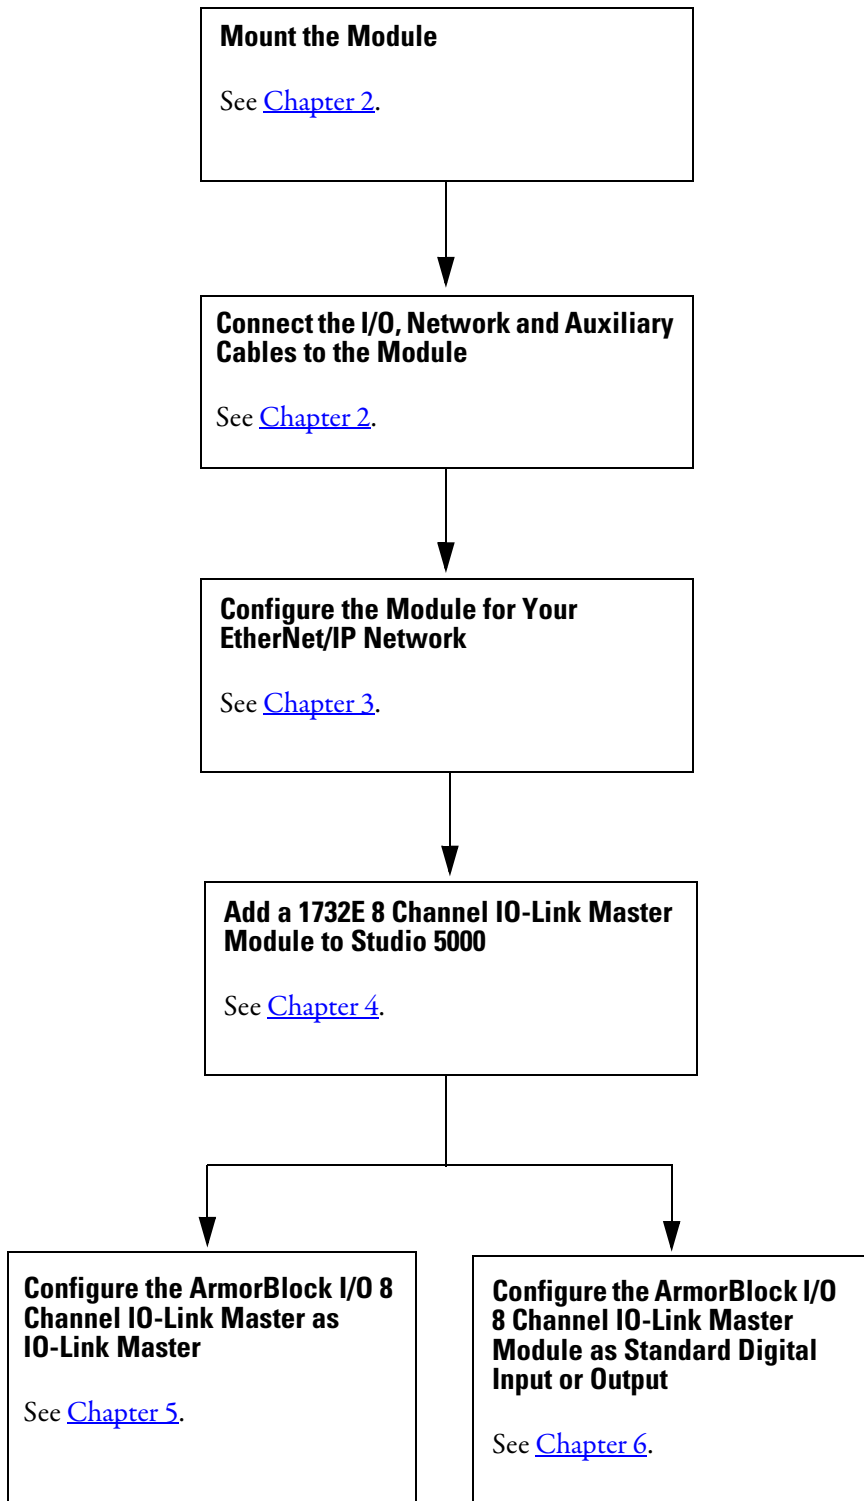 Mount the Module
See Chapter 2.
Connect the I/O, Network and Auxiliary
Cables to the Module
See Chapter 2.
Configure the Module for Your
EtherNet/IP Network
See Chapter 3.
Add a 1732E 8 Channel IO-Link Master
Module to Studio 5000
See Chapter 4.
Configure the ArmorBlock I/O 8
Channel IO-Link Master as
IO-Link Master
See Chapter 5.
Configure the ArmorBlock I/O
8 Channel IO-Link Master
Module as Standard Digital
Input or Output
See Chapter 6.